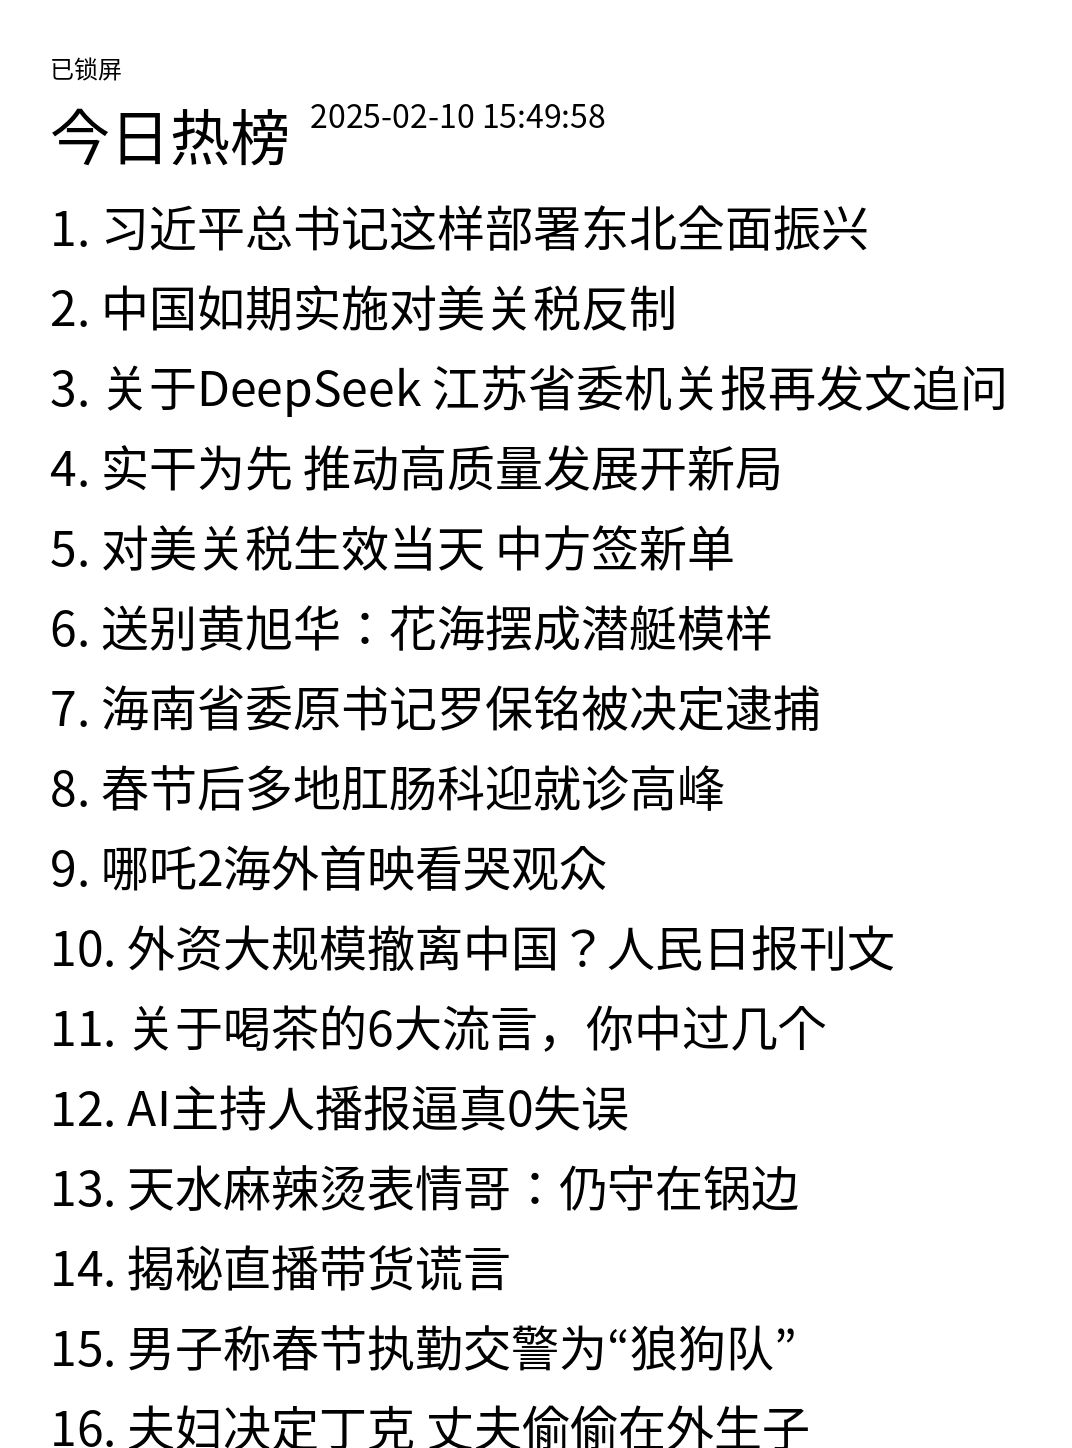 已锁屏
今日热榜 2025-02-10 15:49:58
1. 习近平总书记这样部署东北全面振兴
2. 中国如期实施对美关税反制
3. 关于DeepSeek 江苏省委机关报再发文追问
4. 实干为先 推动高质量发展开新局
5. 对美关税生效当天 中方签新单
6. 送别黄旭华：花海摆成潜艇模样
7. 海南省委原书记罗保铭被决定逮捕
8. 春节后多地肛肠科迎就诊高峰
9. 哪吒2海外首映看哭观众
10. 外资大规模撤离中国？人民日报刊文
11. 关于喝茶的6大流言，你中过几个
12. AI主持人播报逼真0失误
13. 天水麻辣烫表情哥：仍守在锅边
14. 揭秘直播带货谎言
15. 男子称春节执勤交警为“狼狗队”
16. 夫妇决定丁克 丈夫偷偷在外生子